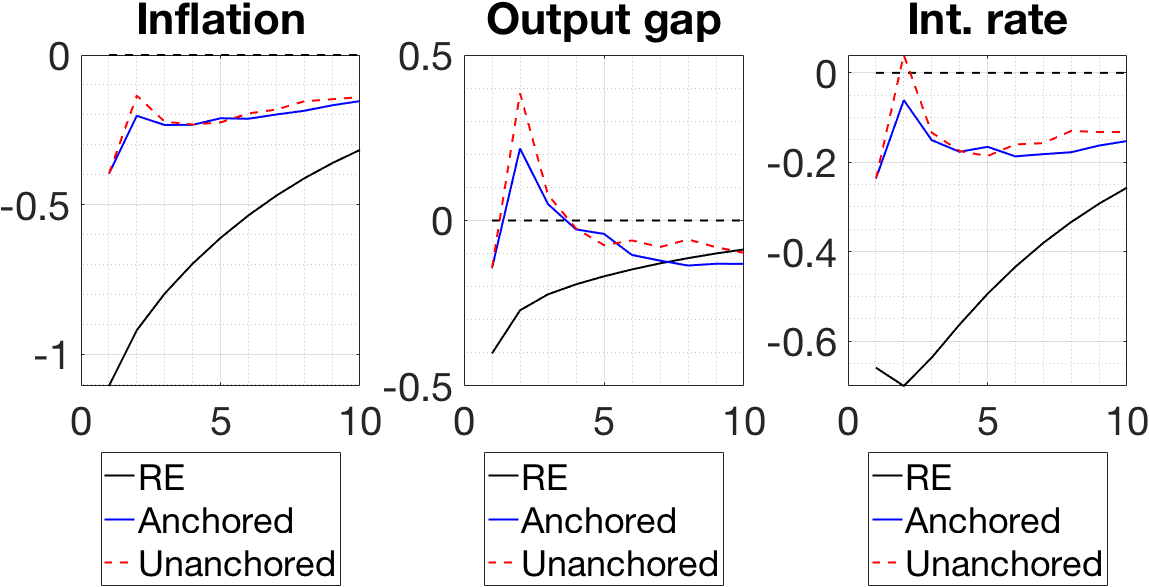 Inflation
0
-0.5
-1
0 5 10
RE
Anchored
Unanchored
Output gap
0.5
0
-0.5
0 5 10
RE
Anchored
Unanchored
Int. rate
0
-0.2
-0.4
-0.6
0 5 10
RE
Anchored
Unanchored